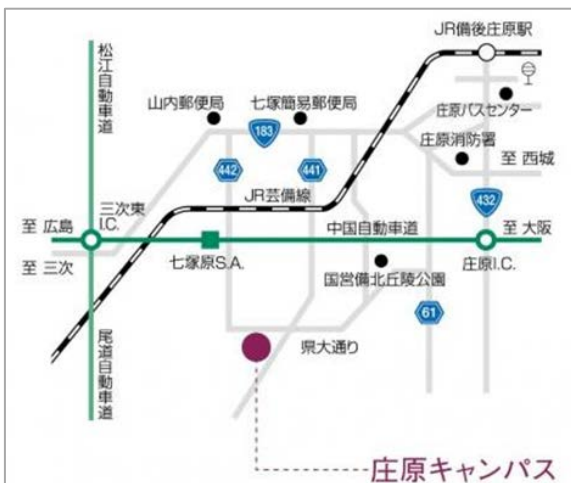 JR備後庄原駅
松江自動車道
山内郵便局
七塚簡易郵便局
庄原バスセンター
183
庄原消防署
至 西城
442
441
JR芸備線
432
三次東
I.C.
至 広島
中国自動車道
至 大阪
至 三次
七塚原S.A.
国営備北丘陵公園
庄原I.C.
61
尾道自動車道
県大通り
庄原キャンパス